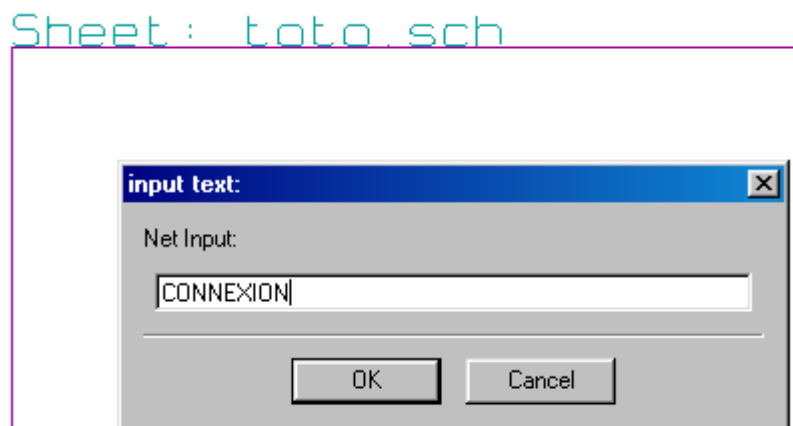 Sheet: toto.sch
input text:
Net Input:
CONNEXION
OK Cancel